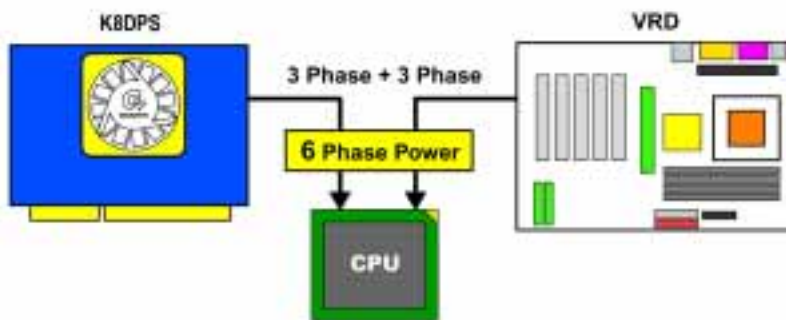 K8DPS
VRD
3 Phase + 3 Phase
6 Phase Power
CPU